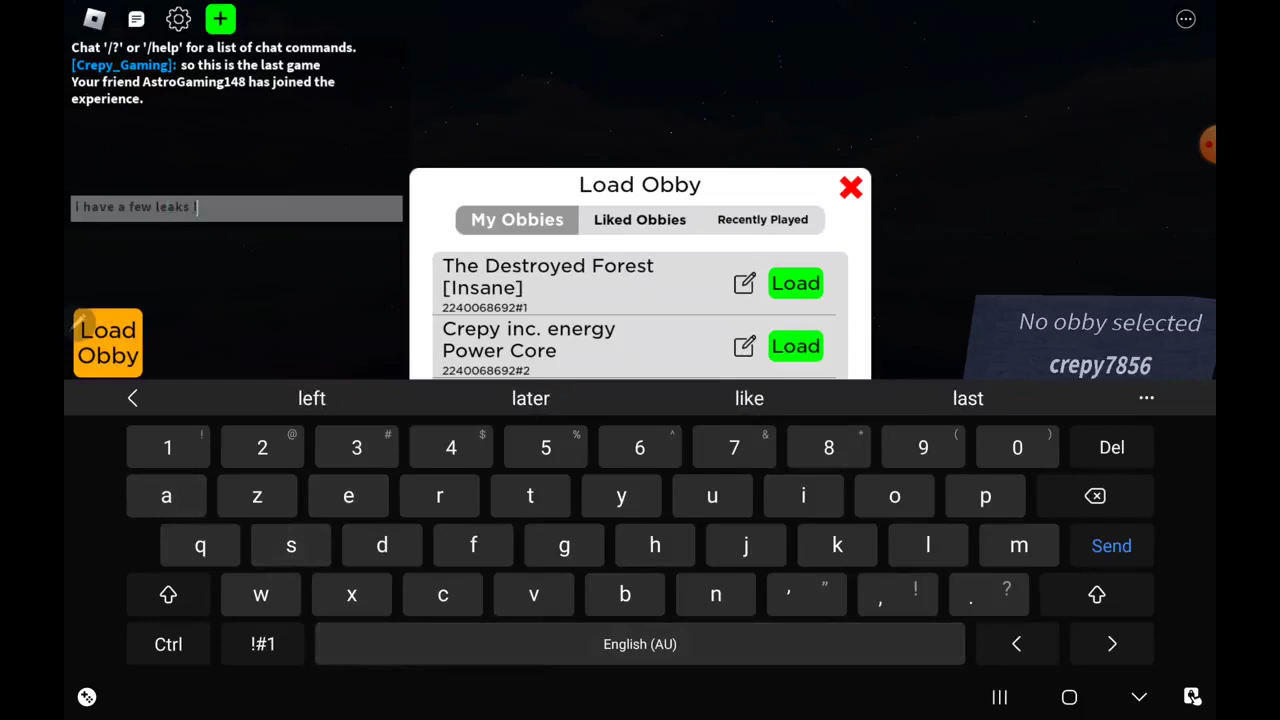 Chat '/?' or '/help' for a list of chat commands.
[Crepy_Gaming]: so this is the last game
Your friend AstroGaming148 has joined the
experience.
i have a few leaks l
Load Obby
My Obbies Liked Obbies Recently Played
The Destroyed Forest
[Insane]
2240068692#1
Load
Crepy inc. energy
Power Core
2240068692#2
Load
Load
Obby
No obby selected
crepy7856
left later like last
1 ! 2 @ 3 # 4 $ 5 % 6 ^ 7 & 8 * 9 ( 0 ) Del
a z e r t y u i o p
q s d f g h j k l m Send
w x c v b n ' " , ! . ?
Ctrl !#1 English (AU) < >